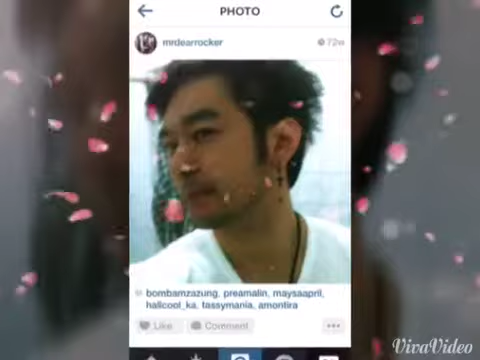 PHOTO
mrdearrocker
72w
bombamzazung, preamalin, maysaapril,
hallcool_ka, tassymania, amontira
Like
Comment
VivaVideo